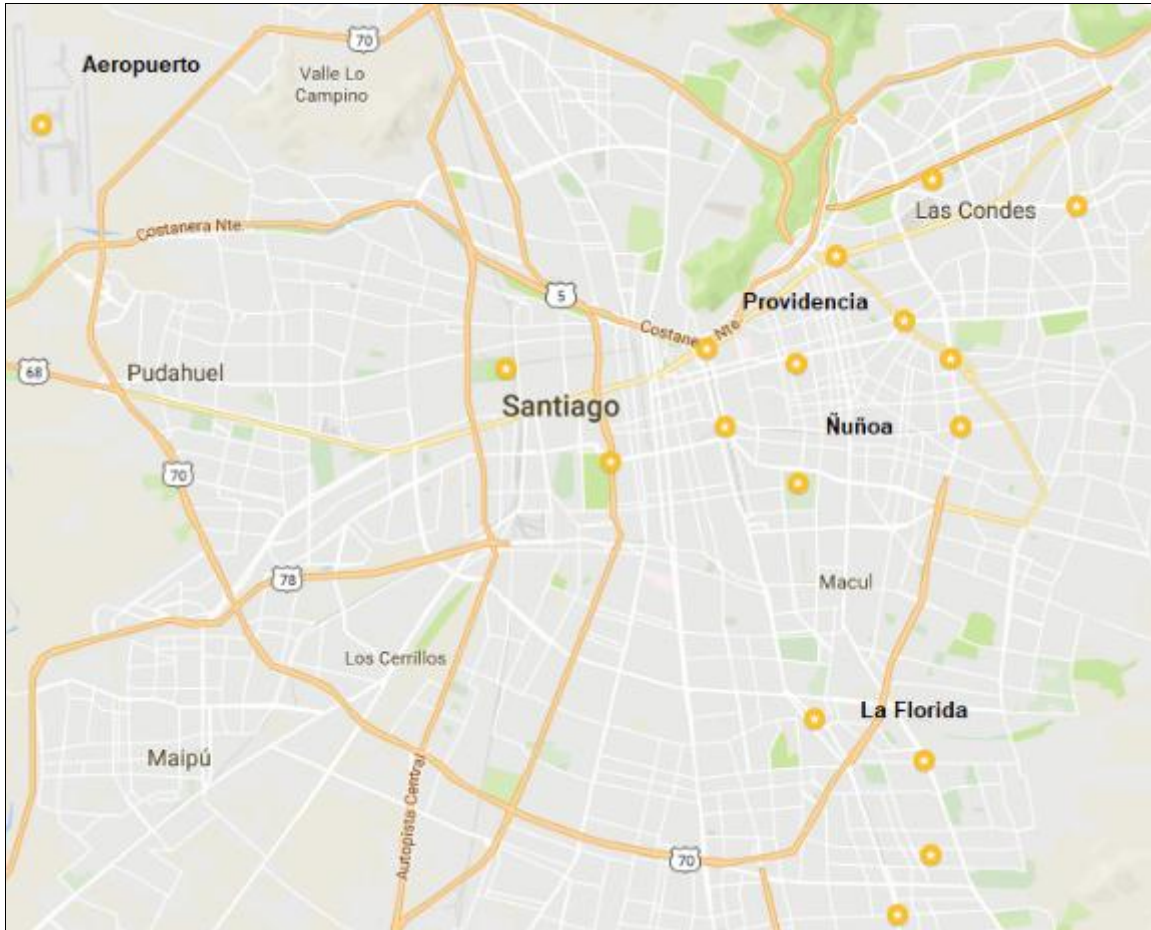 70
Aeropuerto
Valle Lo
Campino
Costanera Nte.
Las Condes
5
Providencia
Costanera Nte
68
Pudahuel
Santiago
Ñuñoa
70
78
Macul
Los Cerrillos
La Florida
Maipú
Autopista Central
70